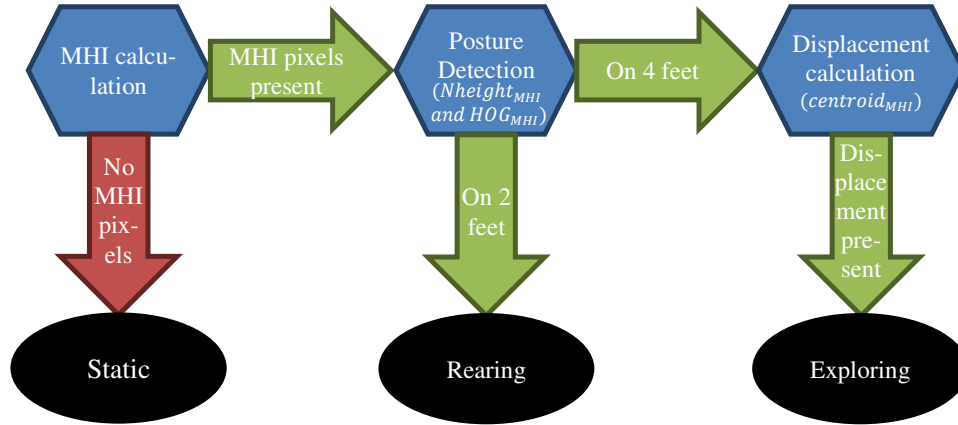 MHI calcu-
lation
MHI pixels
present
Posture
Detection
(Nheight_MHI
and HOG_MHI)
On 4 feet
Displacement
calculation
(centroid_MHI)
No
MHI
pix-
els
On 2
feet
Dis-
place
ment
pre-
sent
Static
Rearing
Exploring